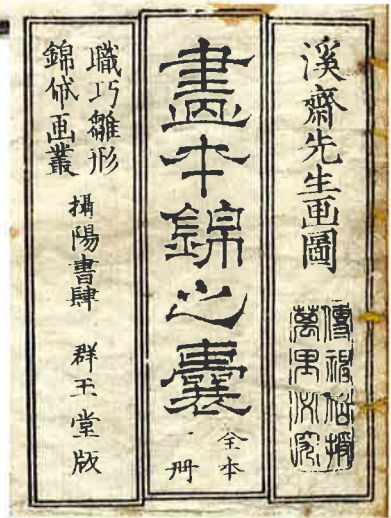 溪齋先生画圖
畫本錦之囊
全本
一冊
職巧雛形
錦 画叢
攝陽書肆 群玉堂版